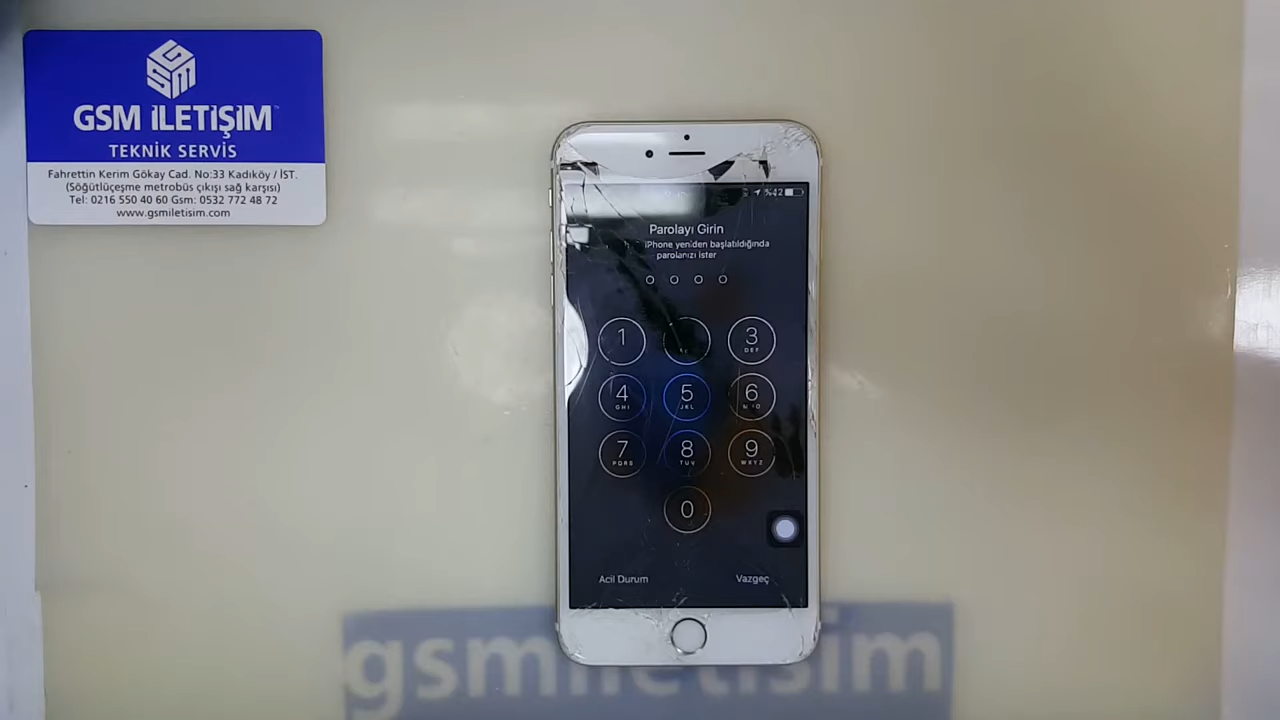 GSM İLETİŞİM
TEKNİK SERVİS
Fahrettin Kerim Gökay Cad. No:33 Kadıköy / İST.
(Söğütlüçeşme metrobüs çıkışı sağ karşısı)
Tel: 0216 550 40 60 Gsm: 0532 772 48 72
www.gsmiletisim.com
%42
Parolayı Girin
iPhone yeniden başlatıldığında
parolanızı ister
1
3
DEF
4
GHI
5
JKL
6
MNO
7
PQRS
8
TUV
9
WXYZ
0
Acil Durum
Vazgeç
gsmiletisim